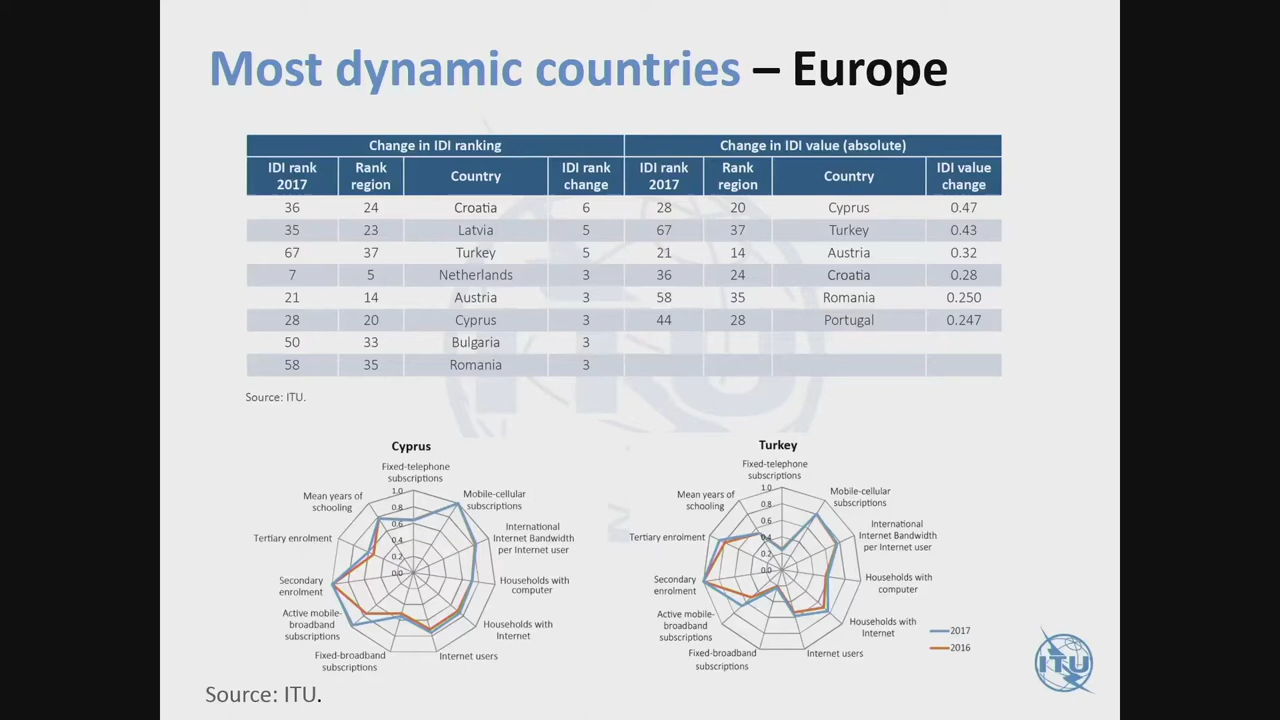 Most dynamic countries – Europe
Change in IDI ranking Change in IDI value (absolute)
IDI rank 2017 Rank region Country IDI rank change IDI rank 2017 Rank region Country IDI value change
36 24 Croatia 6 28 20 Cyprus 0.47
35 23 Latvia 5 67 37 Turkey 0.43
67 37 Turkey 5 21 14 Austria 0.32
7 5 Netherlands 3 36 24 Croatia 0.28
21 14 Austria 3 58 35 Romania 0.250
28 20 Cyprus 3 44 28 Portugal 0.247
50 33 Bulgaria 3
58 35 Romania 3
Source: ITU.
Cyprus
Fixed-telephone
subscriptions
Mobile-cellular
subscriptions
International
Internet Bandwidth
per Internet user
Households with
computer
Households with
Internet
Internet users
Fixed-broadband
subscriptions
Active mobile-
broadband
subscriptions
Secondary
enrolment
Tertiary enrolment
Mean years of
schooling
1.0
0.8
0.6
0.4
0.2
0.0
Turkey
Fixed-telephone
subscriptions
Mobile-cellular
subscriptions
International
Internet Bandwidth
per Internet user
Households with
computer
Households with
Internet
Internet users
Fixed-broadband
subscriptions
Active mobile-
broadband
subscriptions
Secondary
enrolment
Tertiary enrolment
Mean years of
schooling
1.0
0.8
0.6
0.4
0.2
0.0
2017
2016
ITU
Source: ITU.